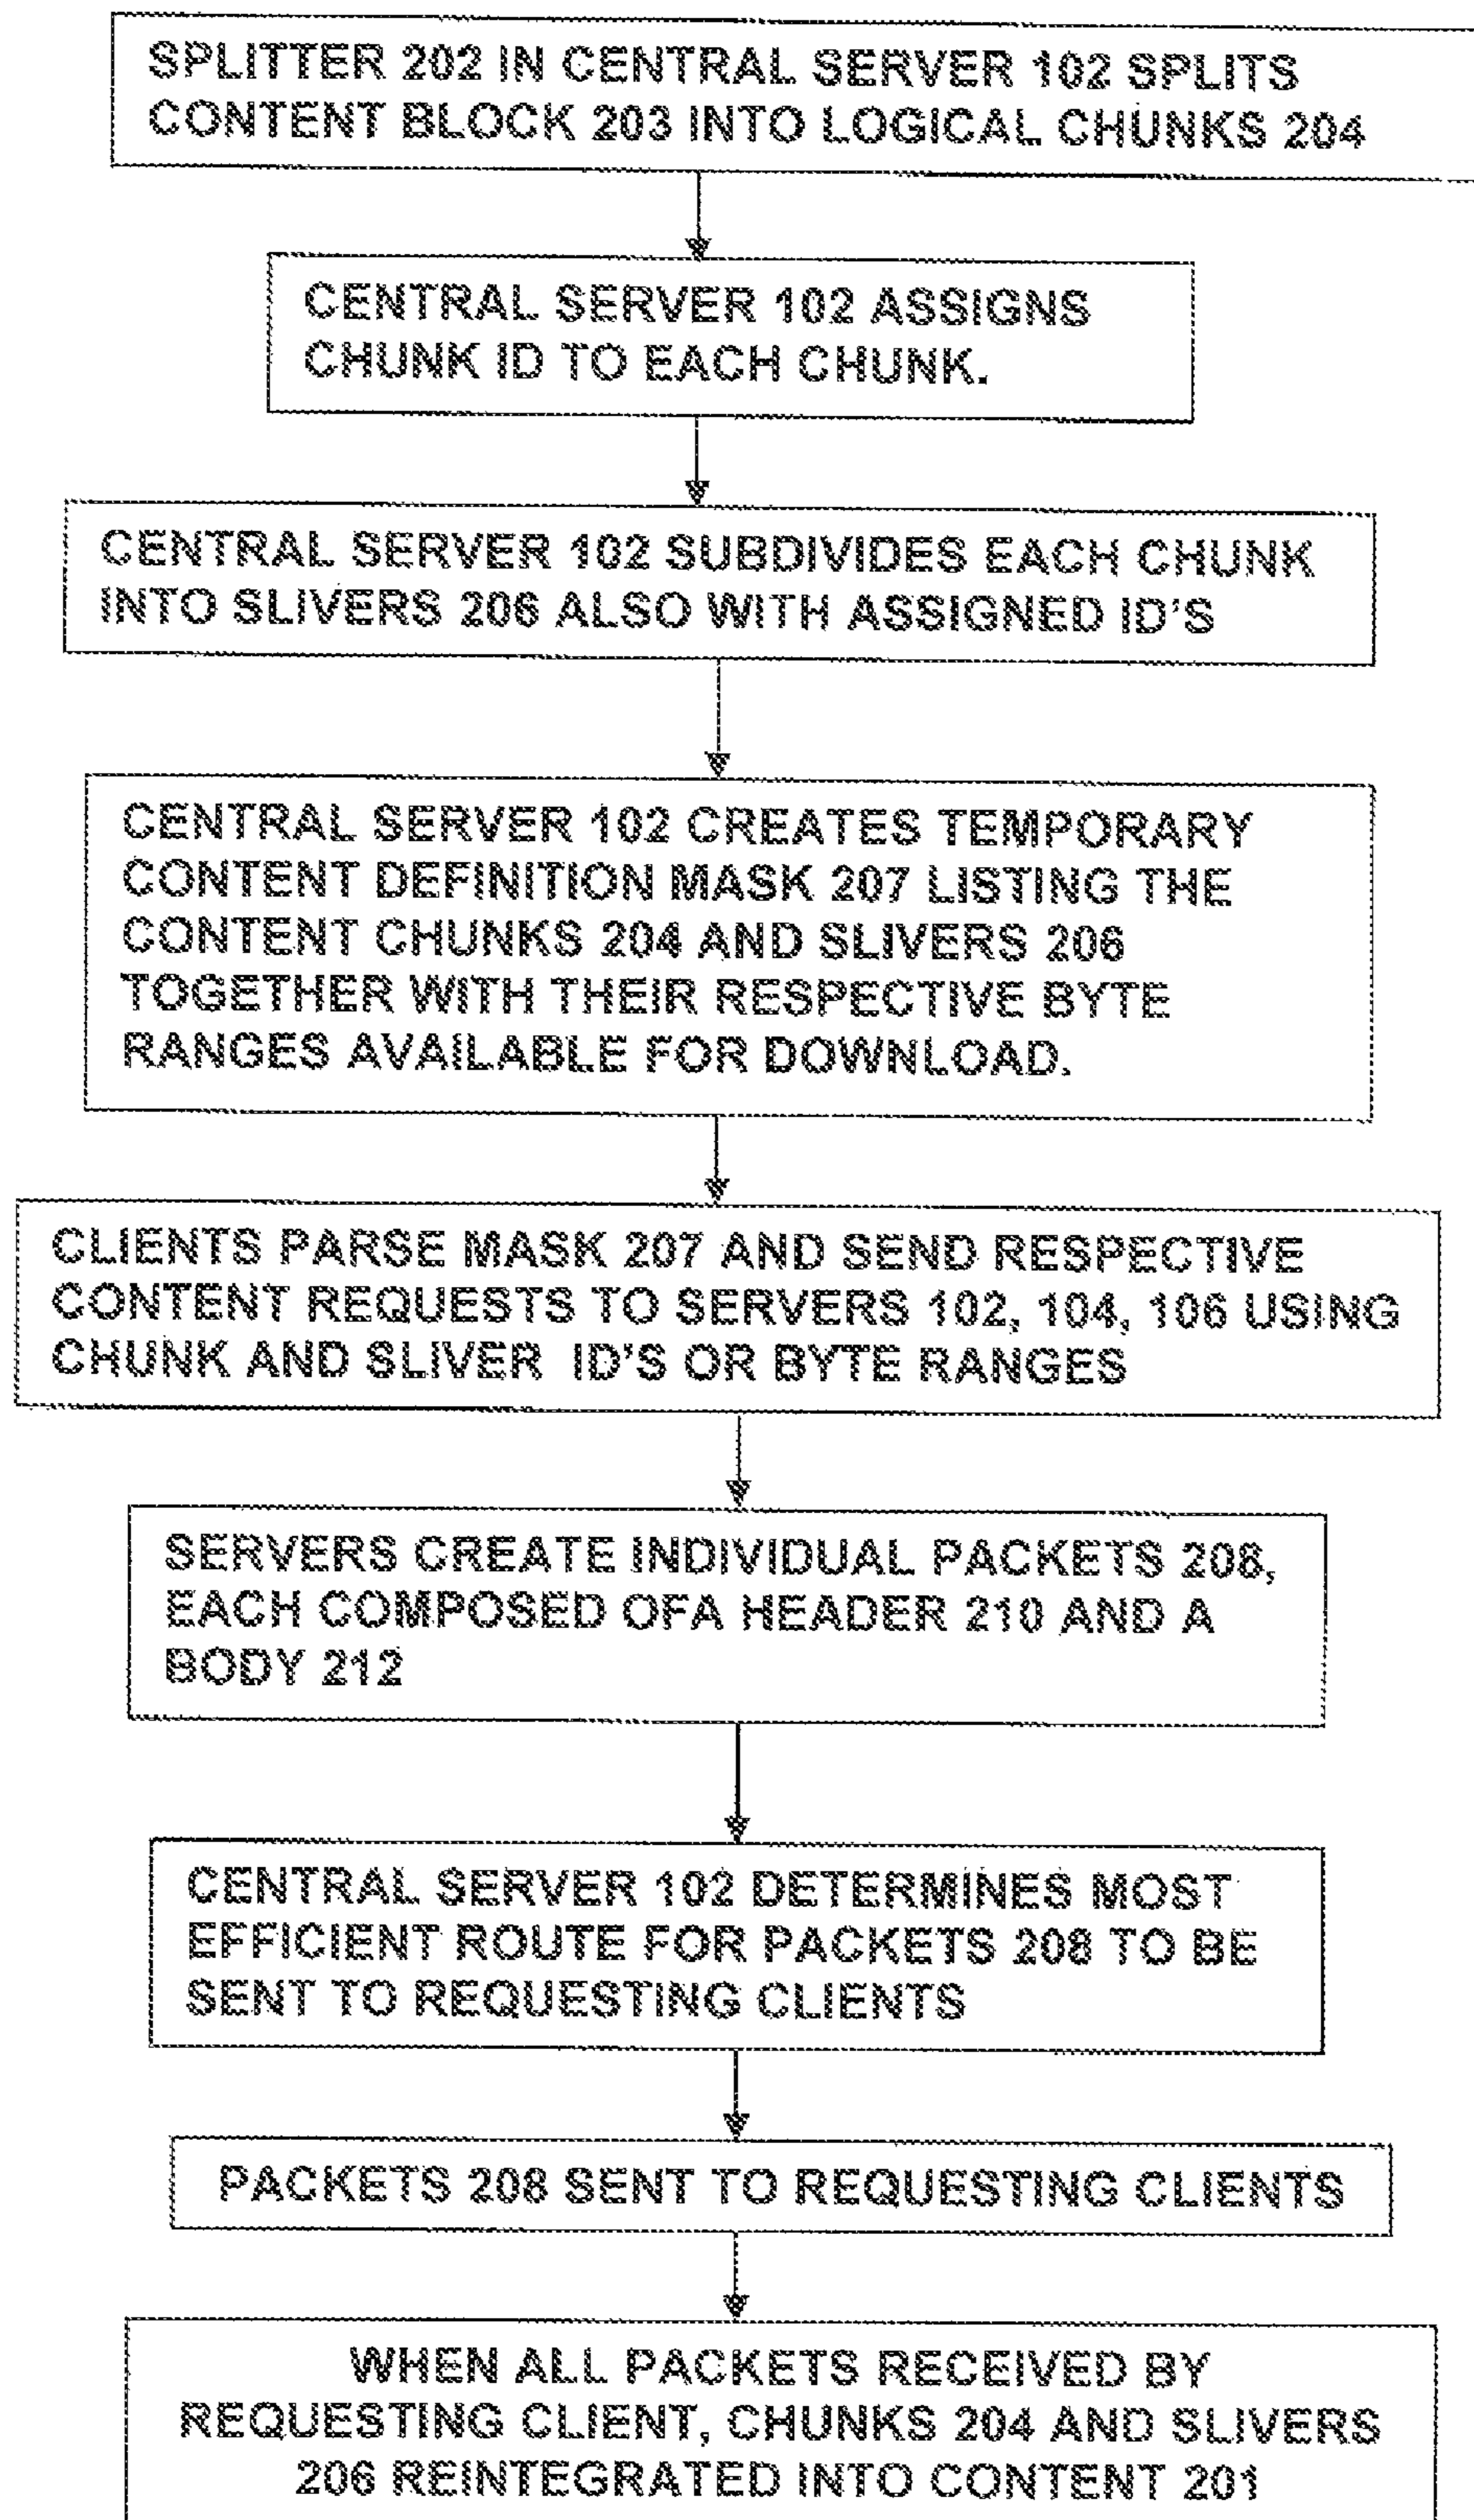 SPLITTER 202 IN CENTRAL SERVER 102 SPLITS
CONTENT BLOCK 203 INTO LOGICAL CHUNKS 204
CENTRAL SERVER 102 ASSIGNS
CHUNK ID TO EACH CHUNK.
CENTRAL SERVER 102 SUBDIVIDES EACH CHUNK
INTO SLIVERS 206 ALSO WITH ASSIGNED ID'S
CENTRAL SERVER 102 CREATES TEMPORARY
CONTENT DEFINITION MASK 207 LISTING THE
CONTENT CHUNKS 204 AND SLIVERS 206
TOGETHER WITH THEIR RESPECTIVE BYTE
RANGES AVAILABLE FOR DOWNLOAD.
CLIENTS PARSE MASK 207 AND SEND RESPECTIVE
CONTENT REQUESTS TO SERVERS 102, 104, 106 USING
CHUNK AND SLIVER ID'S OR BYTE RANGES
SERVERS CREATE INDIVIDUAL PACKETS 208,
EACH COMPOSED OFA HEADER 210 AND A
BODY 212
CENTRAL SERVER 102 DETERMINES MOST
EFFICIENT ROUTE FOR PACKETS 208 TO BE
SENT TO REQUESTING CLIENTS
PACKETS 208 SENT TO REQUESTING CLIENTS
WHEN ALL PACKETS RECEIVED BY
REQUESTING CLIENT, CHUNKS 204 AND SLIVERS
206 REINTEGRATED INTO CONTENT 201